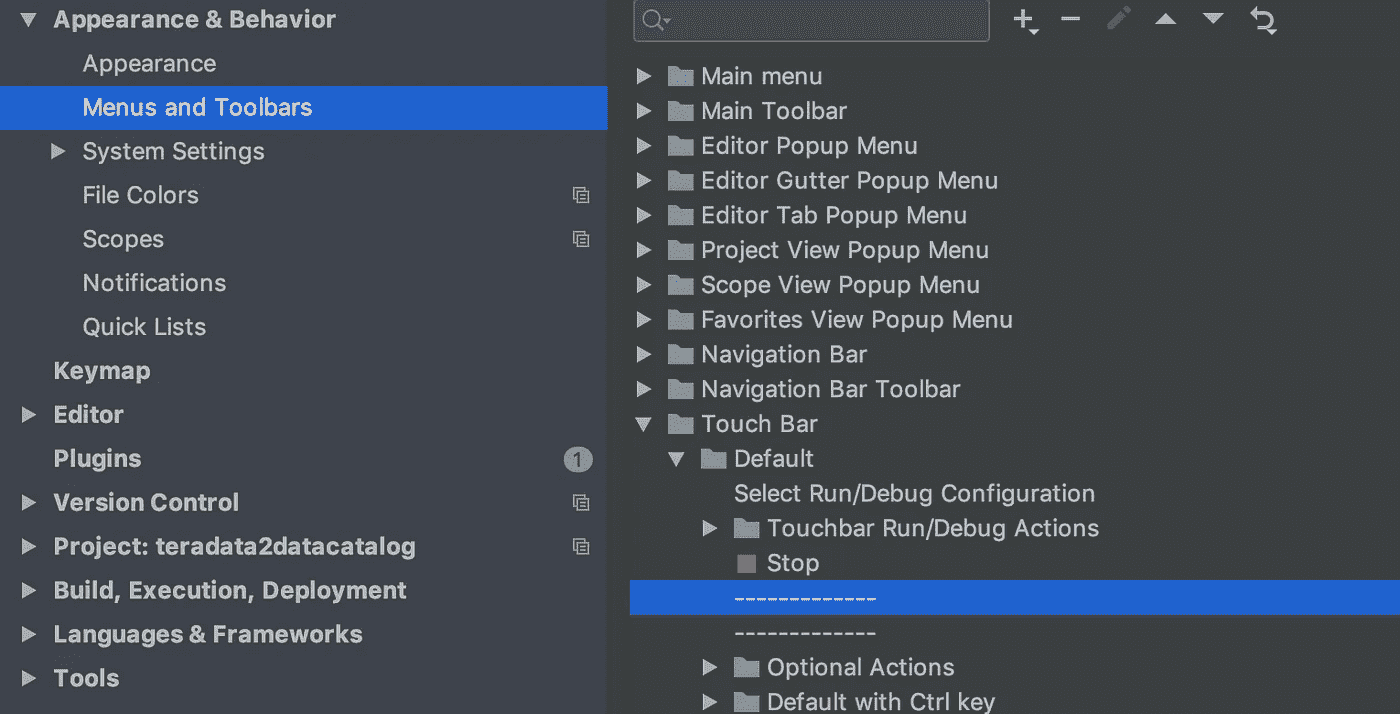 Appearance & Behavior
Appearance
Menus and Toolbars
System Settings
File Colors
Scopes
Notifications
Quick Lists
Keymap
Editor
Plugins 1
Version Control
Project: teradata2datacatalog
Build, Execution, Deployment
Languages & Frameworks
Tools
Main menu
Main Toolbar
Editor Popup Menu
Editor Gutter Popup Menu
Editor Tab Popup Menu
Project View Popup Menu
Scope View Popup Menu
Favorites View Popup Menu
Navigation Bar
Navigation Bar Toolbar
Touch Bar
Default
Select Run/Debug Configuration
Touchbar Run/Debug Actions
Stop
-------------
-------------
Optional Actions
Default with Ctrl key